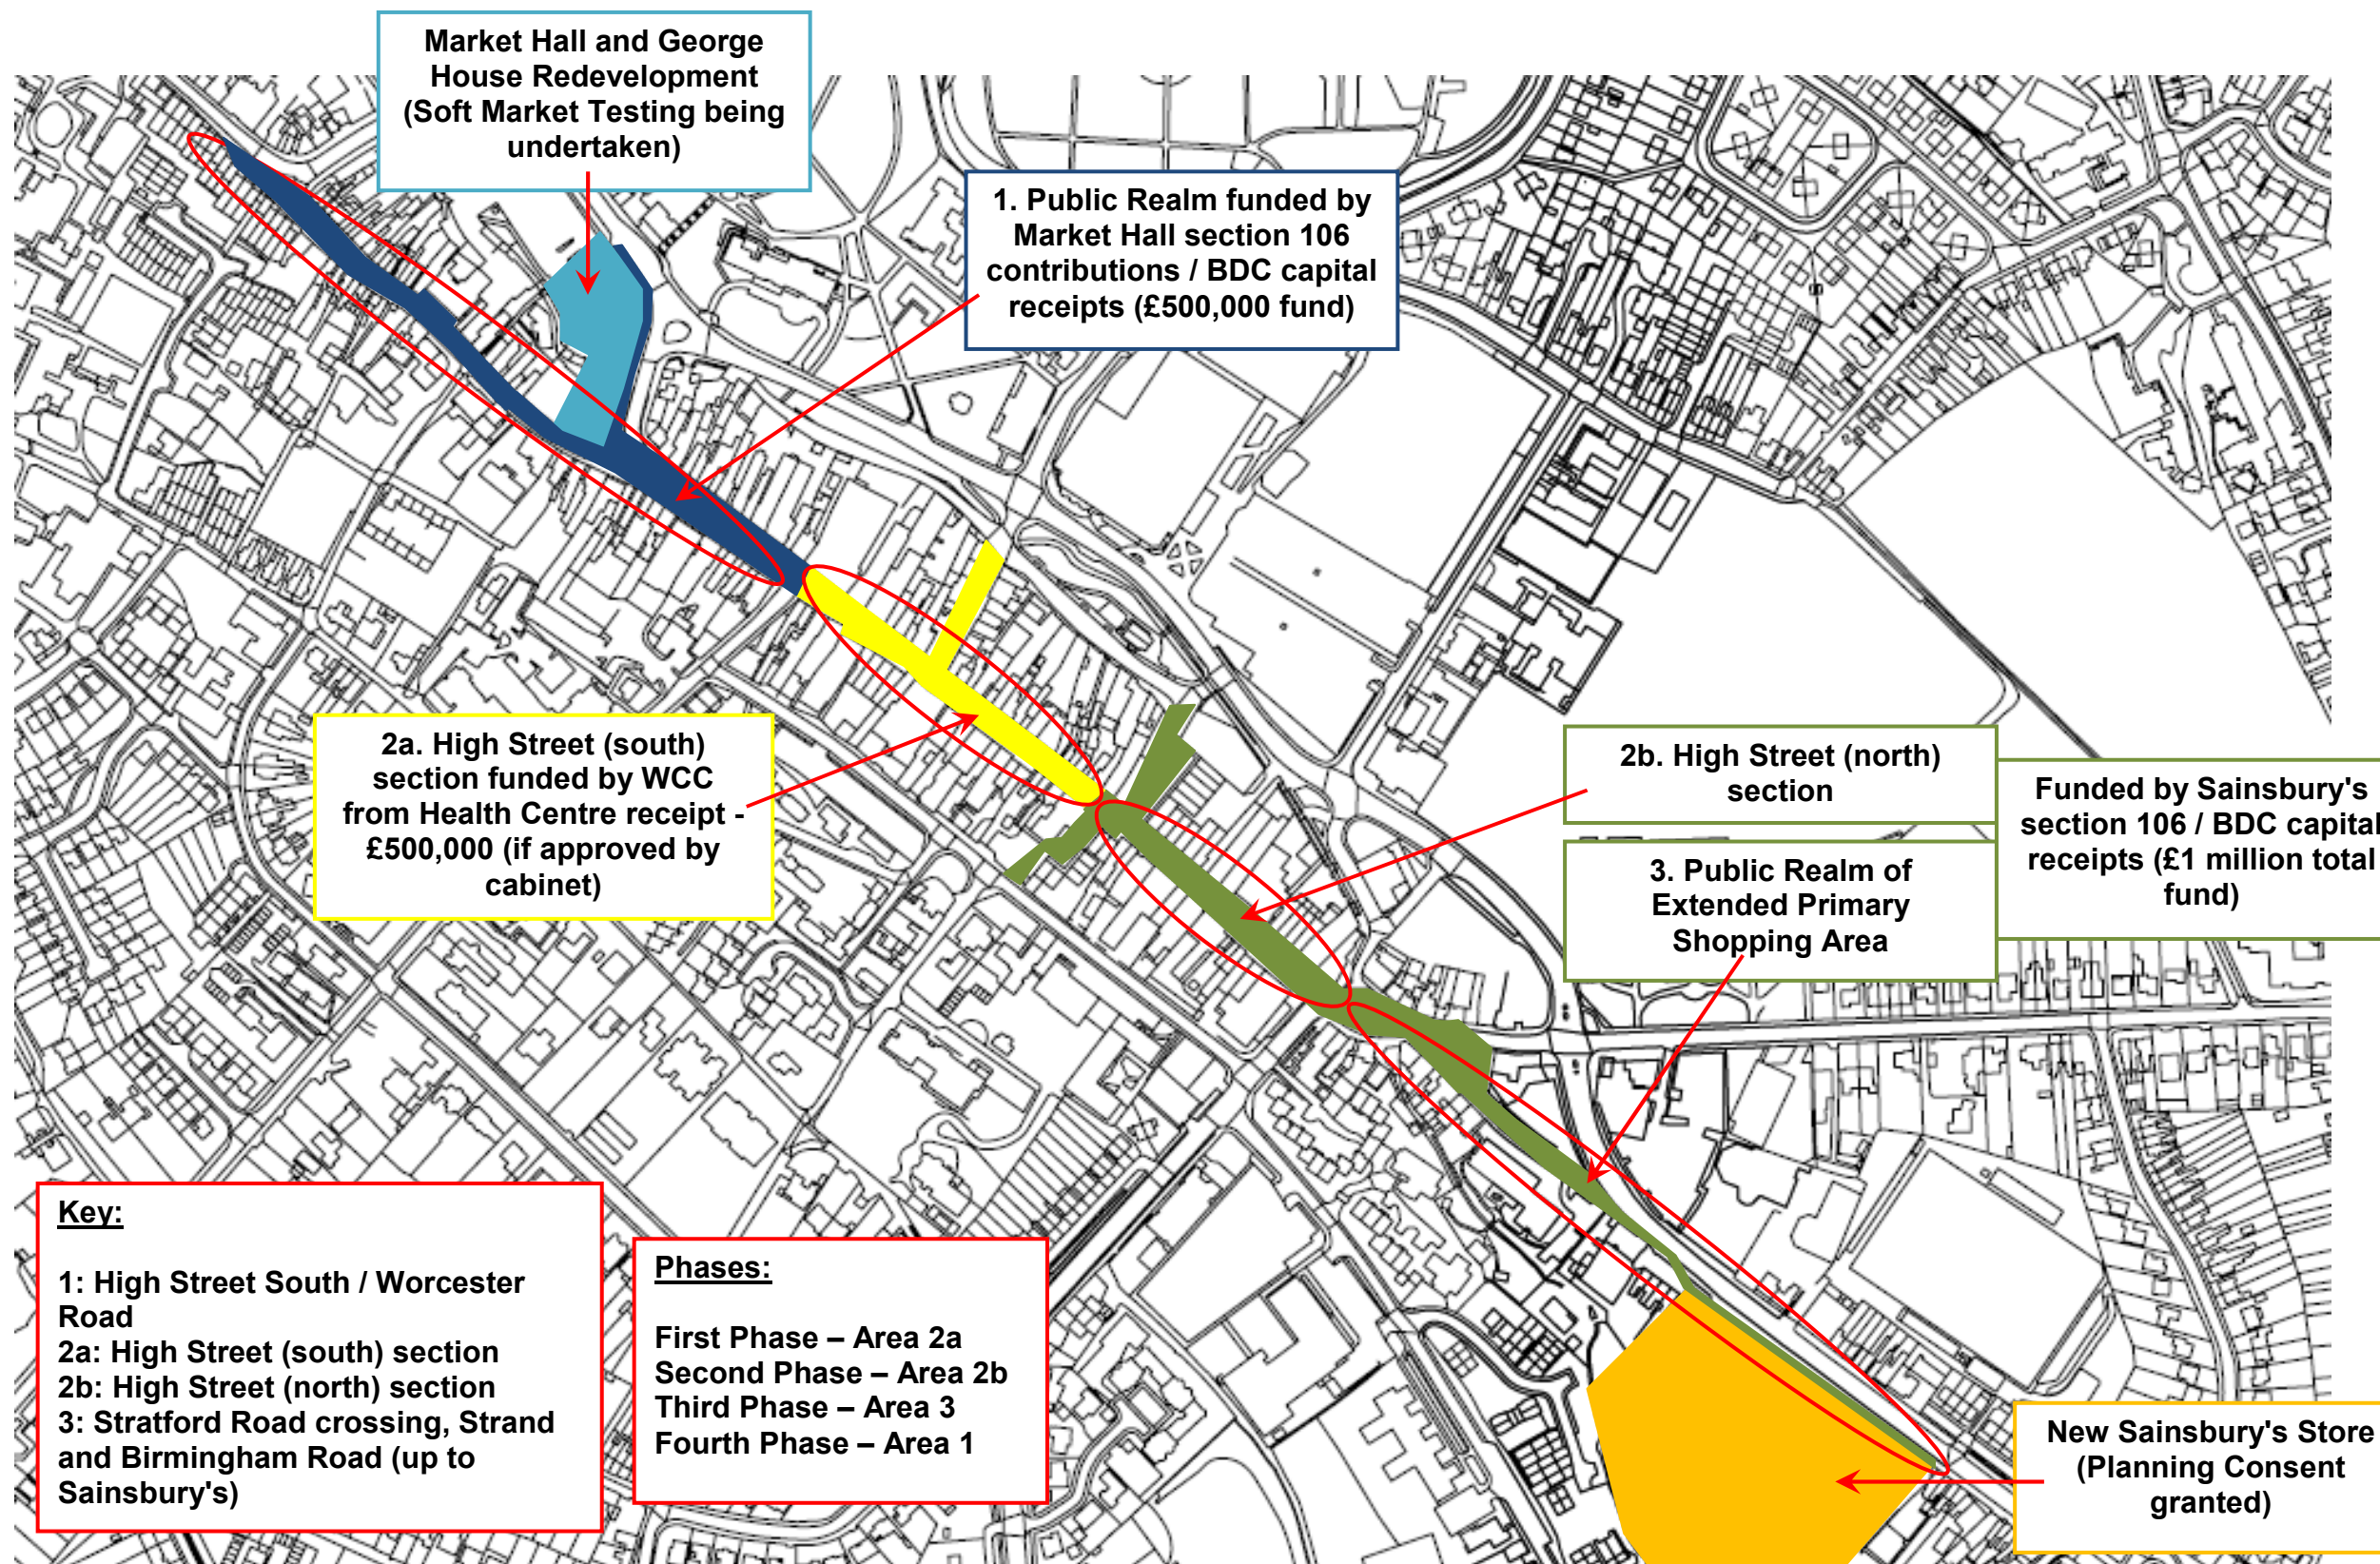 Market Hall and George
House Redevelopment
(Soft Market Testing being
undertaken)
1. Public Realm funded by
Market Hall section 106
contributions / BDC capital
receipts (£500,000 fund)
2a. High Street (south)
section funded by WCC
from Health Centre receipt -
£500,000 (if approved by
cabinet)
2b. High Street (north)
section
3. Public Realm of
Extended Primary
Shopping Area
Funded by Sainsbury's
section 106 / BDC capital
receipts (£1 million total
fund)
Key:
1: High Street South / Worcester
Road
2a: High Street (south) section
2b: High Street (north) section
3: Stratford Road crossing, Strand
and Birmingham Road (up to
Sainsbury's)
Phases:
First Phase – Area 2a
Second Phase – Area 2b
Third Phase – Area 3
Fourth Phase – Area 1
New Sainsbury's Store
(Planning Consent
granted)